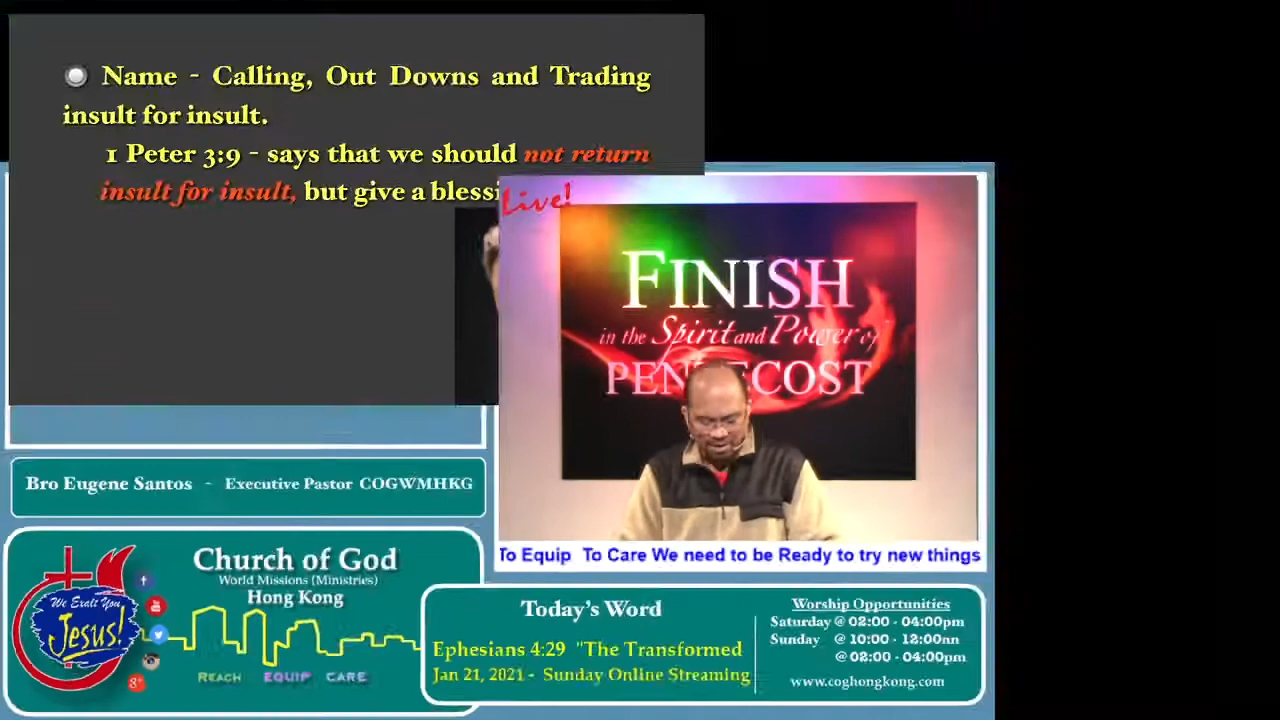 Name - Calling, Out Downs and Trading
insult for insult.
1 Peter 3:9 - says that we should not return
insult for insult, but give a blessi
Live!
FINISH
in the Spirit and Power of
PENTECOST
Bro Eugene Santos - Executive Pastor COGWMHKG
To Equip To Care We need to be Ready to try new things
We Exalt You
Jesus!
Church of God
World Missions (Ministries)
Hong Kong
REACH EQUIP CARE
Today's Word
Ephesians 4:29 "The Transformed
Jan 21, 2021 - Sunday Online Streaming
Worship Opportunities
Saturday @ 02:00 - 04:00pm
Sunday @ 10:00 - 12:00nn
@ 02:00 - 04:00pm
www.coghongkong.com